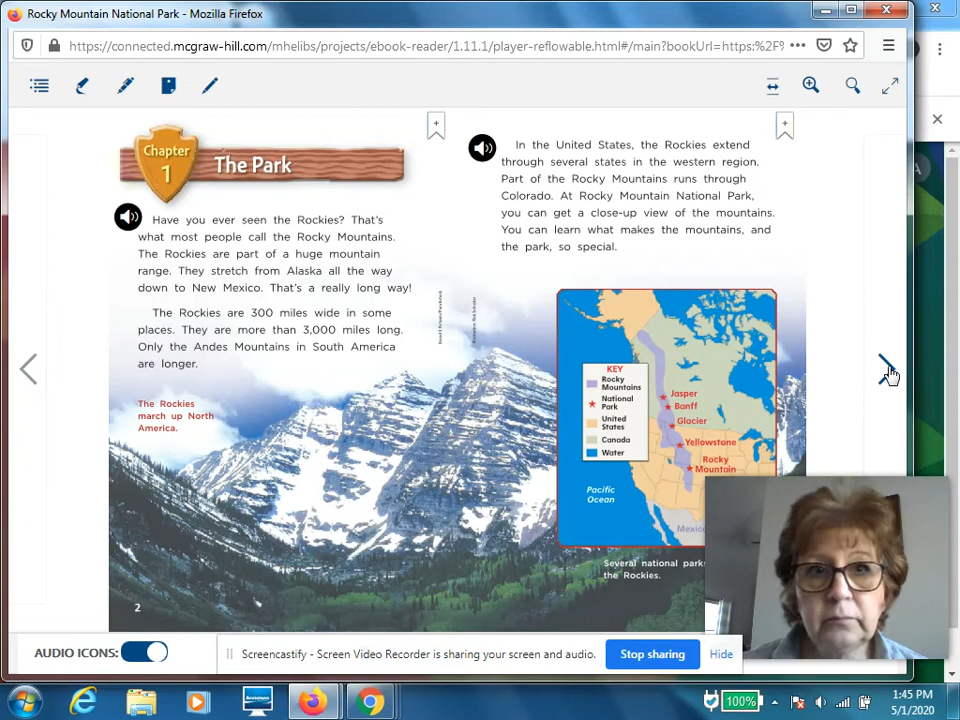 Rocky Mountain National Park - Mozilla Firefox
https://connected.mcgraw-hill.com/mhelibs/projects/ebook-reader/1.11.1/player-reflowable.html#/main?bookUrl=https:%2F%
Chapter
1
The Park
Have you ever seen the Rockies? That's
what most people call the Rocky Mountains.
The Rockies are part of a huge mountain
range. They stretch from Alaska all the way
down to New Mexico. That's a really long way!
The Rockies are 300 miles wide in some
places. They are more than 3,000 miles long.
Only the Andes Mountains in South America
are longer.
The Rockies
march up North
America.
2
In the United States, the Rockies extend
through several states in the western region.
Part of the Rocky Mountains runs through
Colorado. At Rocky Mountain National Park,
you can get a close-up view of the mountains.
You can learn what makes the mountains, and
the park, so special.
KEY
Rocky
Mountains
National
Park
United
States
Canada
Water
Jasper
Banff
Glacier
Yellowstone
Rocky
Mountain
Pacific
Ocean
Mexico
Several national parks
the Rockies.
AUDIO ICONS:
Screencastify - Screen Video Recorder is sharing your screen and audio.
Stop sharing
Hide
100%
1:45 PM
5/1/2020